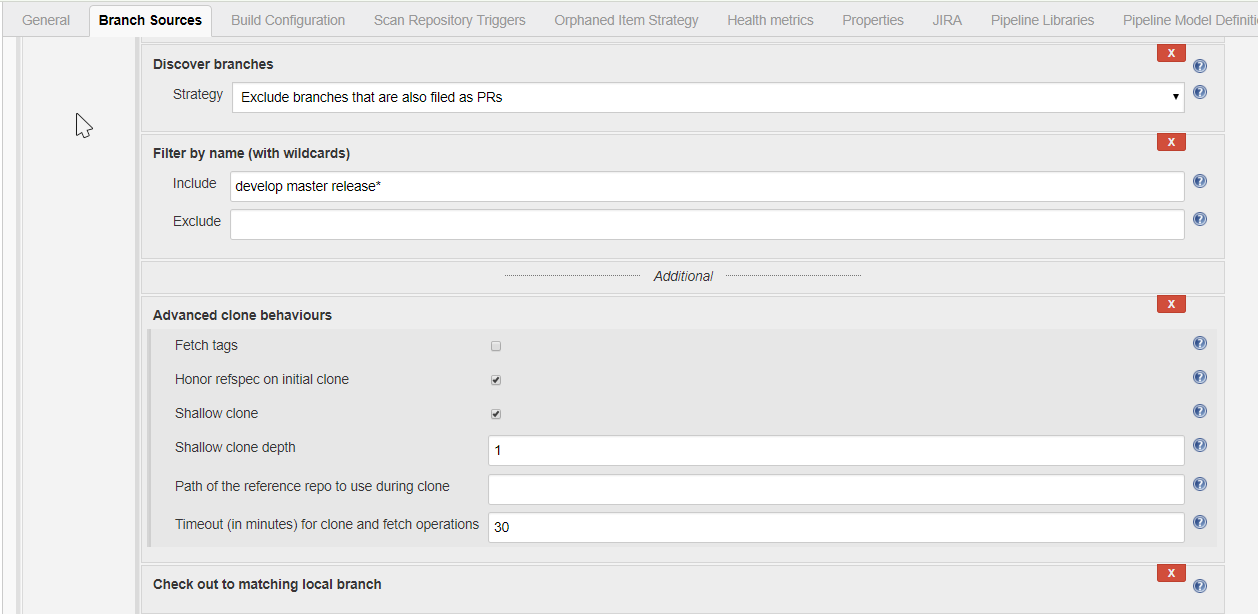 General Branch Sources Build Configuration Scan Repository Triggers Orphaned Item Strategy Health metrics Properties JIRA Pipeline Libraries Pipeline Model Definiti
X
Discover branches
?
Strategy Exclude branches that are also filed as PRs ?
X
Filter by name (with wildcards)
Include develop master release* ?
Exclude ?
Additional
X
Advanced clone behaviours
Fetch tags ?
Honor refspec on initial clone ?
Shallow clone ?
Shallow clone depth 1 ?
Path of the reference repo to use during clone ?
Timeout (in minutes) for clone and fetch operations 30 ?
X
Check out to matching local branch ?